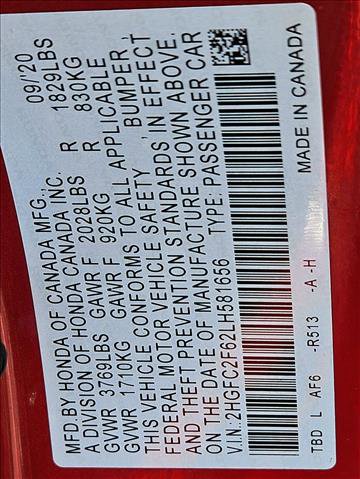 MFD.BY HONDA OF CANADA MFG., 09/'20
A DIVISION OF HONDA CANADA INC.
GVWR 3769LBS GAWR F 2028LBS R 1829LBS
GVWR 1710KG GAWR F 920KG R 830KG
THIS VEHICLE CONFORMS TO ALL APPLICABLE
FEDERAL MOTOR VEHICLE SAFETY, BUMPER,
AND THEFT PREVENTION STANDARDS IN EFFECT
ON THE DATE OF MANUFACTURE SHOWN ABOVE.
V.I.N.:2HGFC2F62LH581656 TYPE: PASSENGER CAR
TBD L AF6 -R513 -A -H MADE IN CANADA